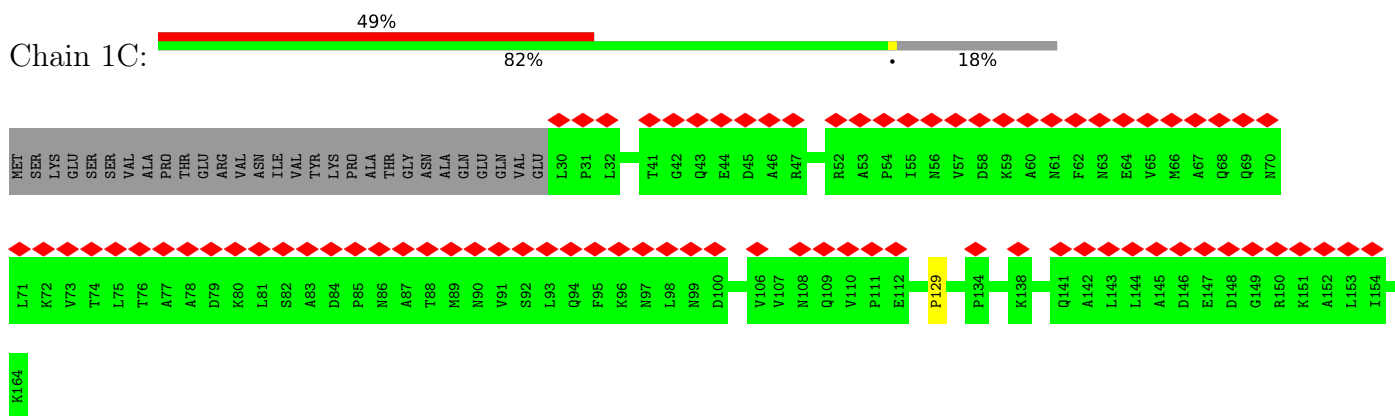 49%
Chain 1C:
82% • 18%
MET SER LYS GLU SER SER VAL ALA PRO THR GLU ARG VAL ASN ILE VAL TYR LYS PRO ALA THR GLY ASN ALA GLN GLU GLN VAL GLU L30 P31 L32 T41 G42 Q43 E44 D45 A46 R47 R52 A53 P54 I55 N56 V57 D58 K59 A60 N61 F62 N63 E64 V65 M66 A67 Q68 Q69 N70
L71 K72 V73 T74 L75 T76 A77 A78 D79 K80 L81 S82 A83 D84 P85 N86 A87 T88 M89 N90 V91 S92 L93 Q94 F95 K96 N97 L98 N99 D100 V106 V107 N108 Q109 V110 P111 E112 P129 P134 K138 Q141 A142 L143 L144 A145 D146 E147 D148 G149 R150 K151 A152 L153 I154
K164